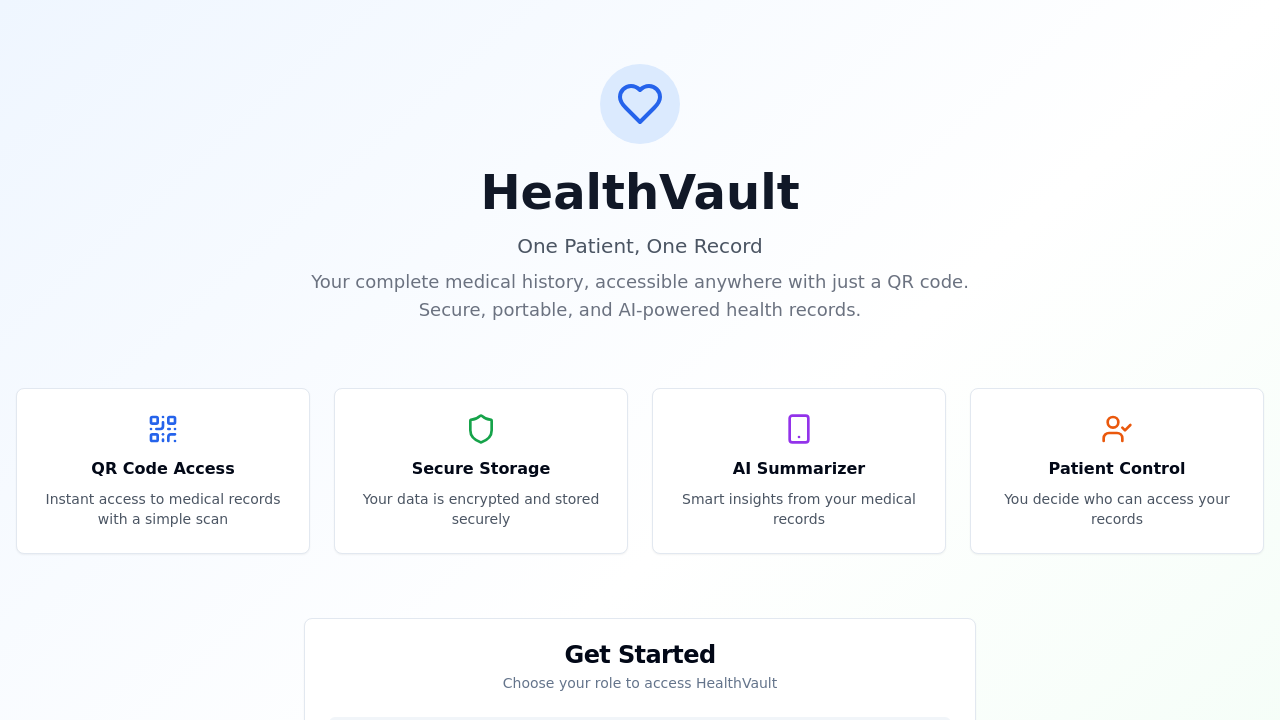 HealthVault
One Patient, One Record
Your complete medical history, accessible anywhere with just a QR code.
Secure, portable, and AI-powered health records.
QR Code Access
Instant access to medical records
with a simple scan
Secure Storage
Your data is encrypted and stored
securely
AI Summarizer
Smart insights from your medical
records
Patient Control
You decide who can access your
records
Get Started
Choose your role to access HealthVault